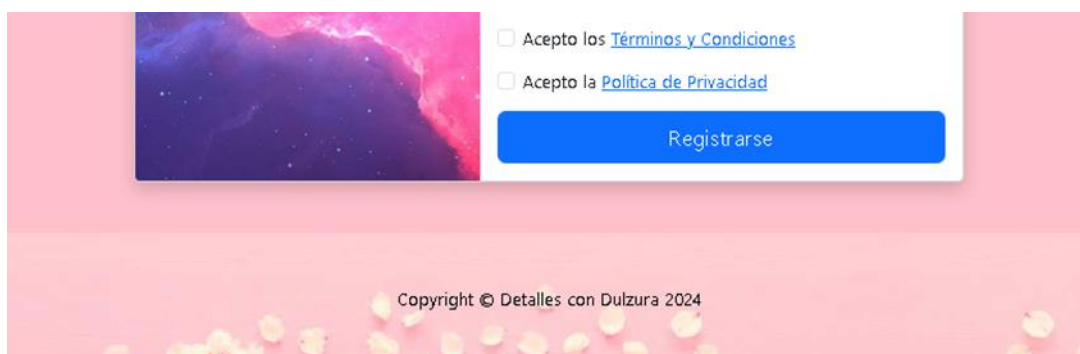 Acepto los Términos y Condiciones
Acepto la Política de Privacidad
Registrarse
Copyright © Detalles con Dulzura 2024